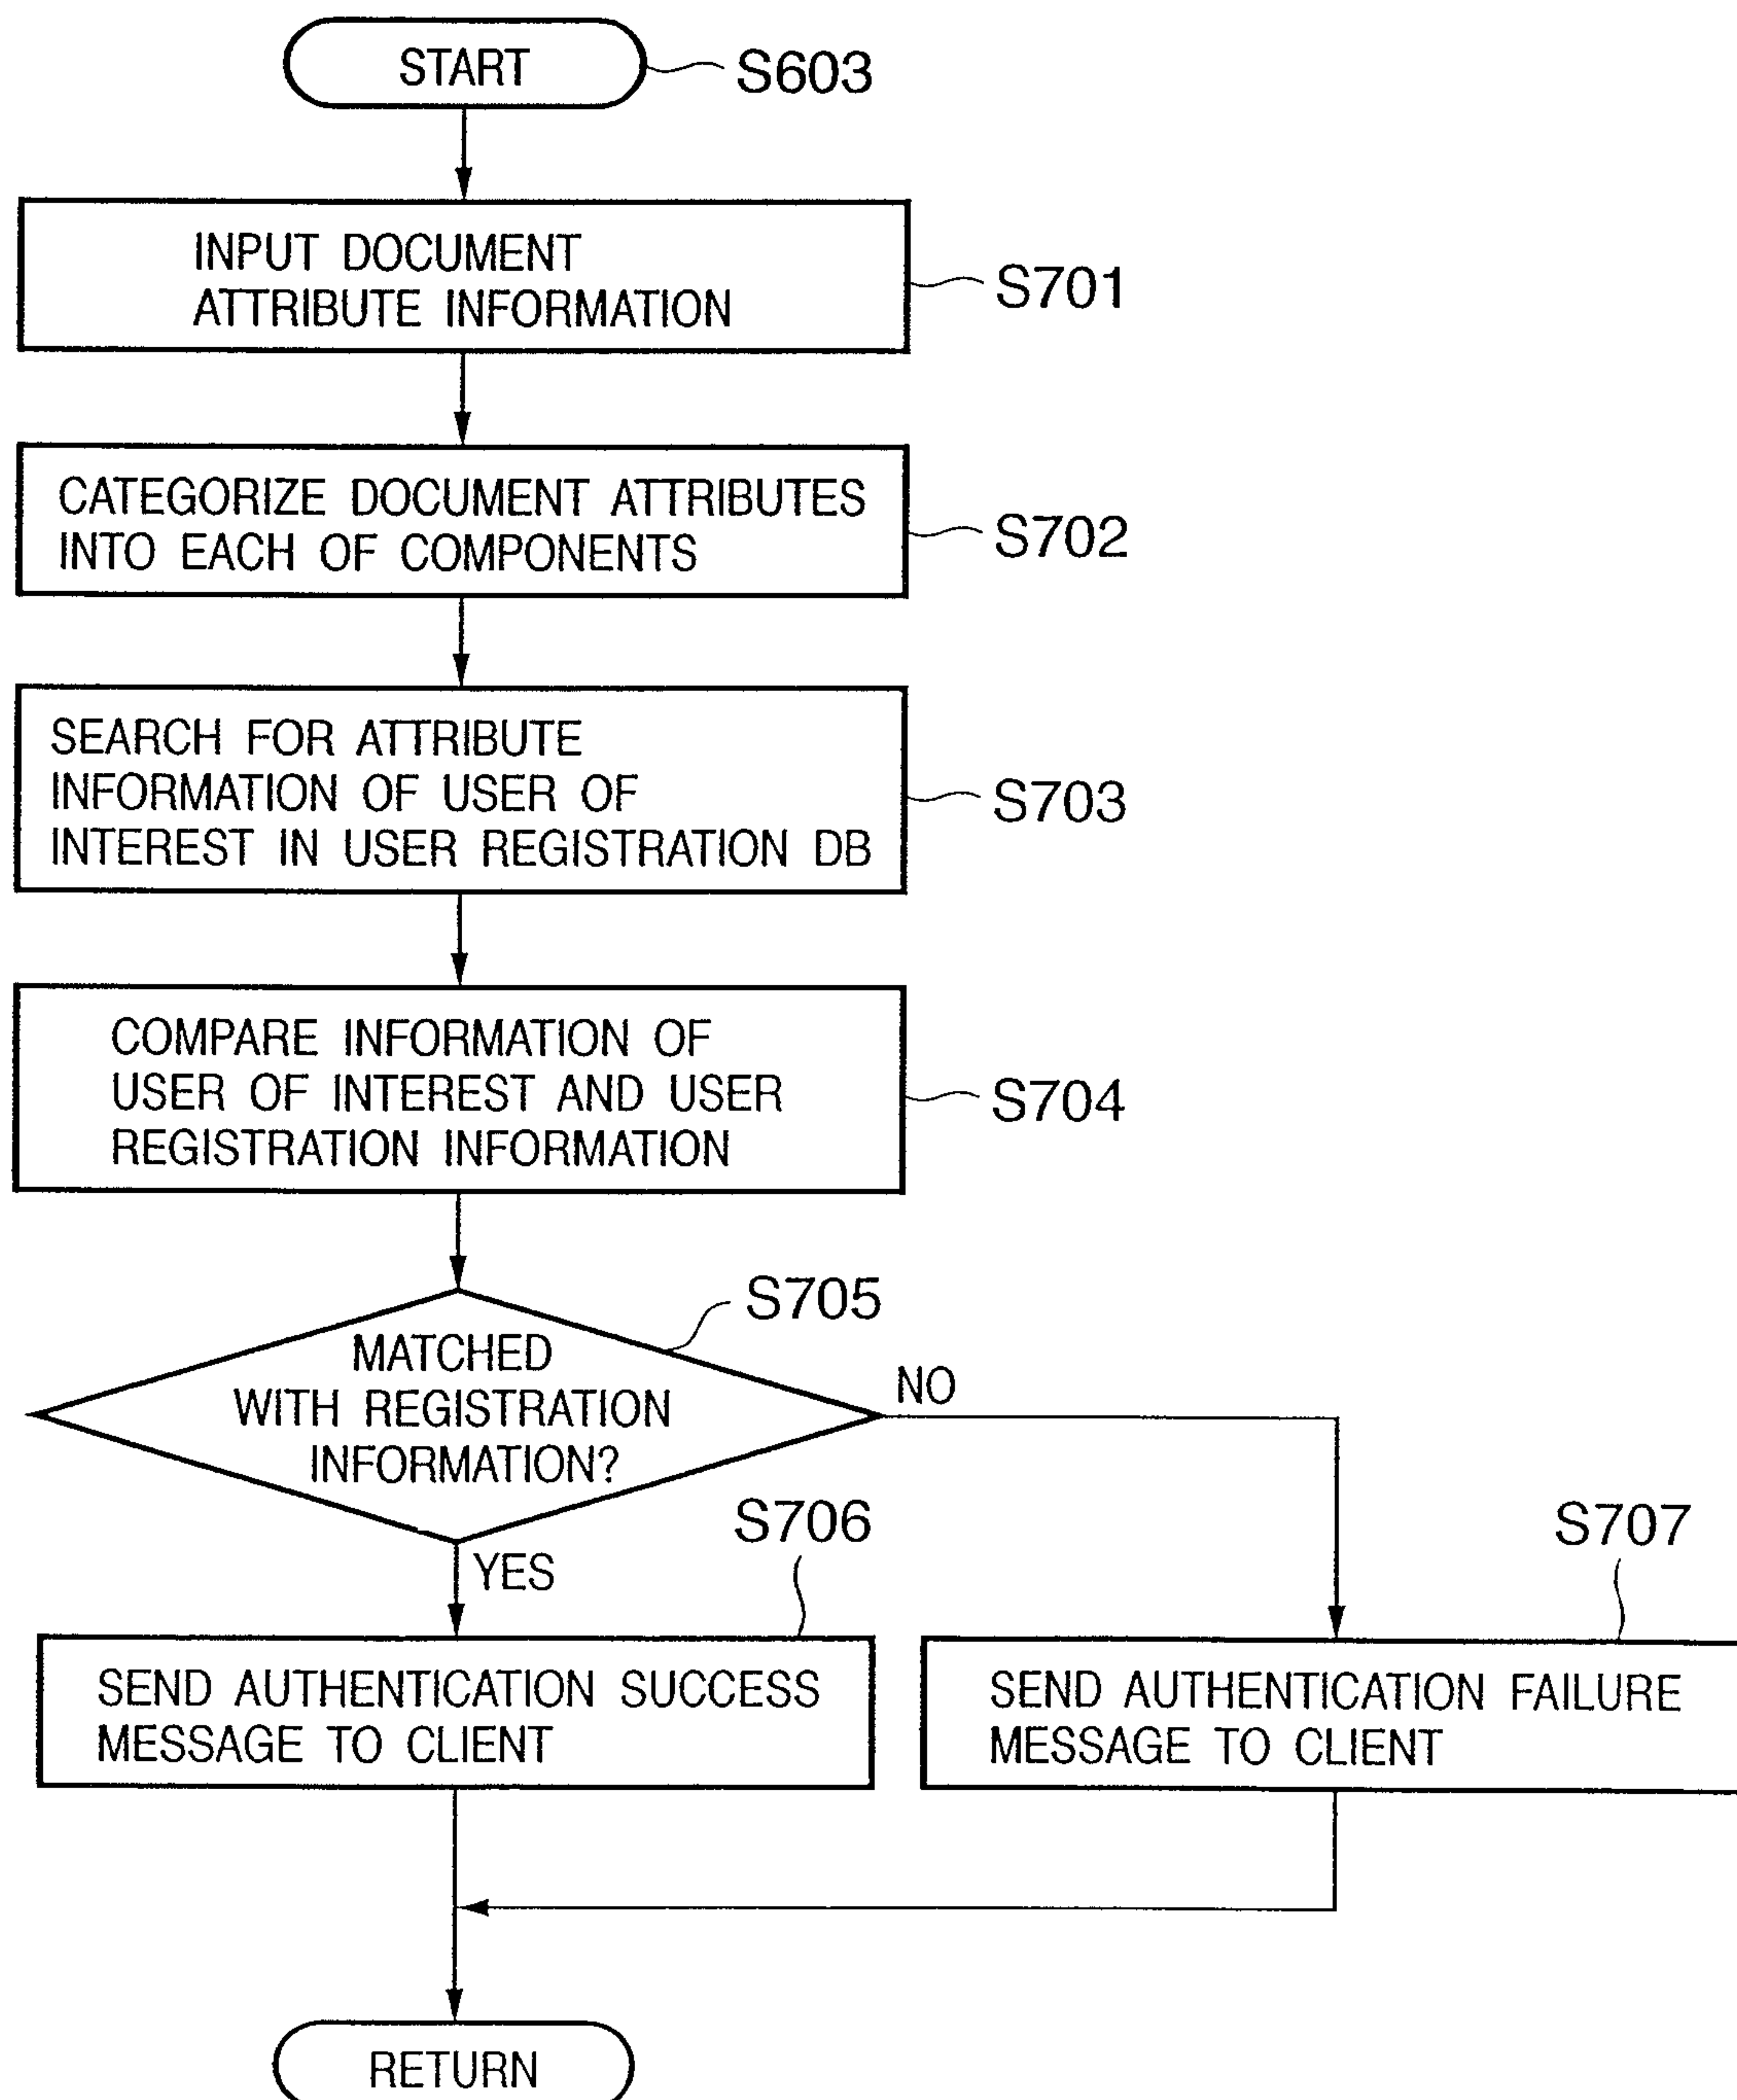 START
S603
INPUT DOCUMENT
ATTRIBUTE INFORMATION
S701
CATEGORIZE DOCUMENT ATTRIBUTES
INTO EACH OF COMPONENTS
S702
SEARCH FOR ATTRIBUTE
INFORMATION OF USER OF
INTEREST IN USER REGISTRATION DB
S703
COMPARE INFORMATION OF
USER OF INTEREST AND USER
REGISTRATION INFORMATION
S704
S705
MATCHED
WITH REGISTRATION
INFORMATION?
NO
YES
S706
SEND AUTHENTICATION SUCCESS
MESSAGE TO CLIENT
S707
SEND AUTHENTICATION FAILURE
MESSAGE TO CLIENT
RETURN